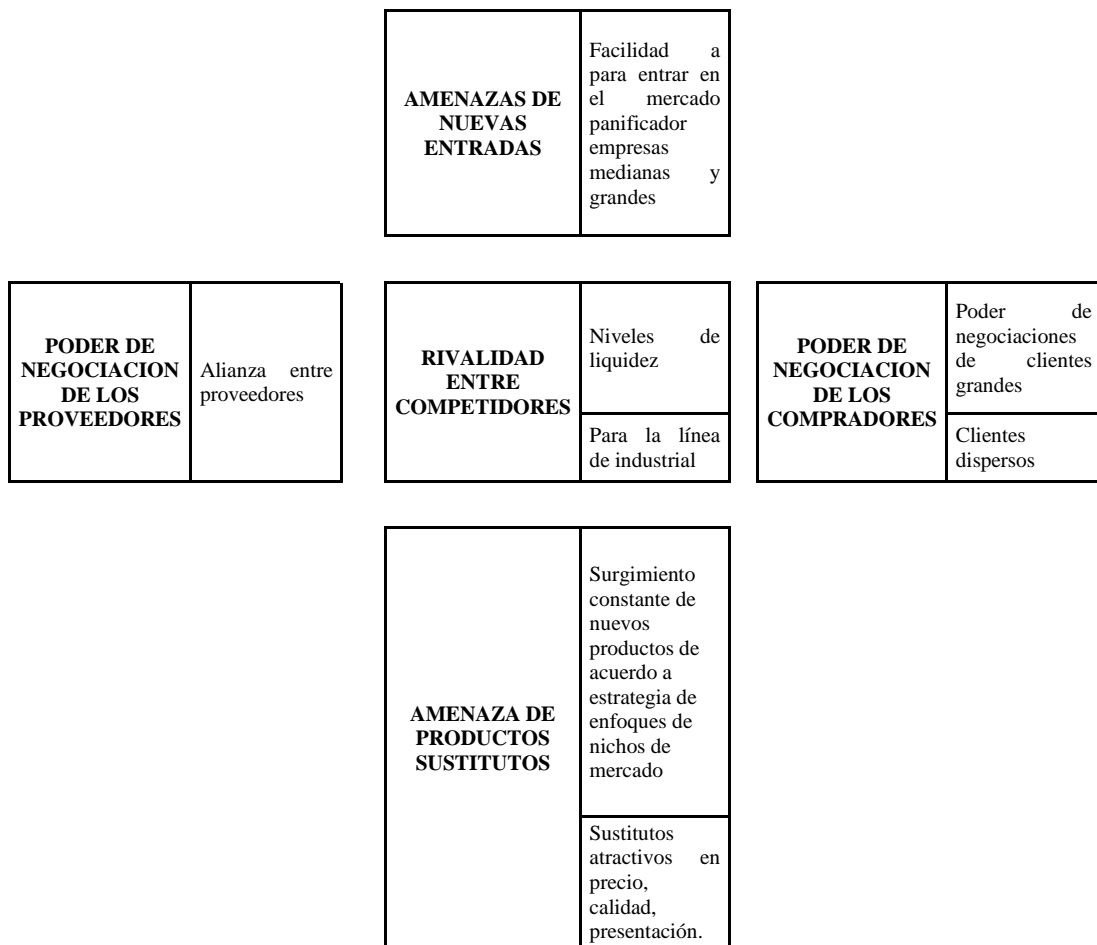 AMENAZAS DE
NUEVAS
ENTRADAS
Facilidad a
para entrar en
el mercado
panificador
empresas
medianas y
grandes
PODER DE
NEGOCIACION
DE LOS
PROVEEDORES
Alianza entre
proveedores
RIVALIDAD
ENTRE
COMPETIDORES
Niveles de
liquidez
Para la línea
de industrial
PODER DE
NEGOCIACION
DE LOS
COMPRADORES
Poder de
negociaciones
de clientes
grandes
Clientes
dispersos
AMENAZA DE
PRODUCTOS
SUSTITUTOS
Surgimiento
constante de
nuevos
productos de
acuerdo a
estrategia de
enfoques de
nichos de
mercado
Sustitutos
atractivos en
precio,
calidad,
presentación.